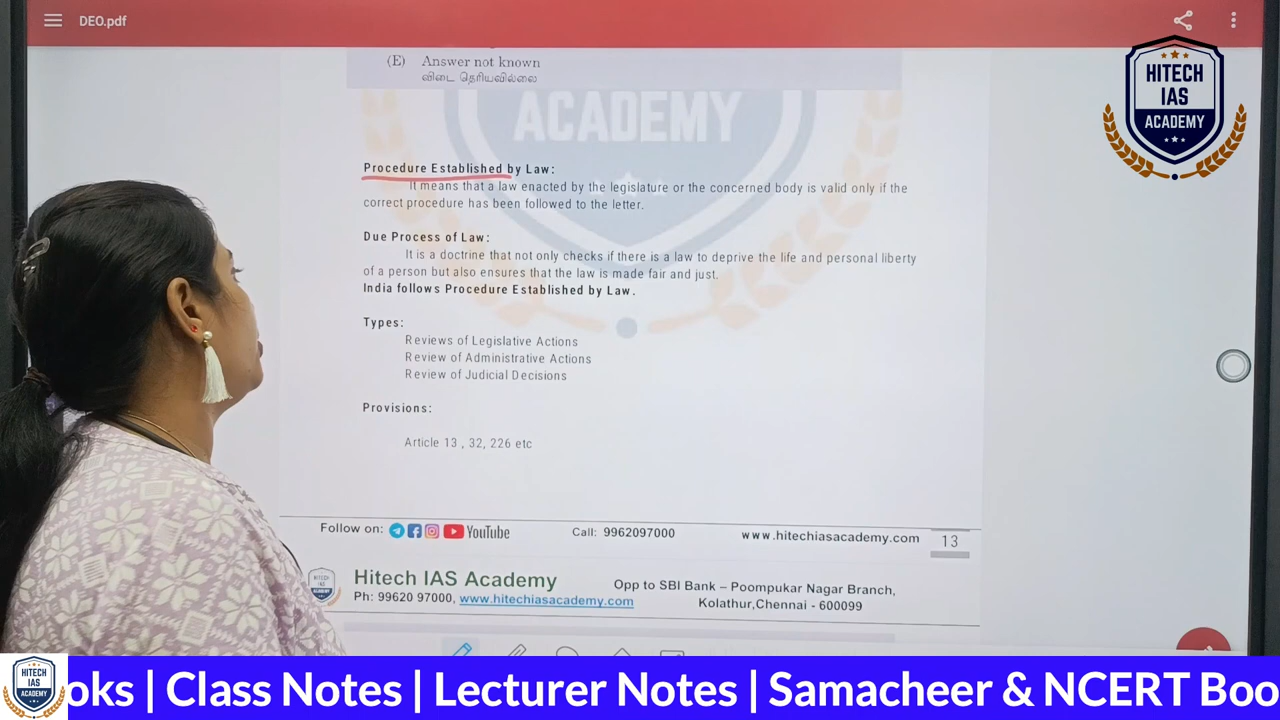 DEO.pdf
(E) Answer not known
விடை தெரியவில்லை
ACADEMY
HITECH
IAS
ACADEMY
Procedure Established by Law:
It means that a law enacted by the legislature or the concerned body is valid only if the
correct procedure has been followed to the letter.
Due Process of Law:
It is a doctrine that not only checks if there is a law to deprive the life and personal liberty
of a person but also ensures that the law is made fair and just.
India follows Procedure Established by Law.
Types:
Reviews of Legislative Actions
Review of Administrative Actions
Review of Judicial Decisions
Provisions:
Article 13 , 32, 226 etc
Follow on: YouTube Call: 9962097000 www.hitechiasacademy.com 13
Hitech IAS Academy
Ph: 99620 97000, www.hitechiasacademy.com
Opp to SBI Bank – Poompukar Nagar Branch,
Kolathur,Chennai - 600099
HITECH
IAS
ACADEMY
oks | Class Notes | Lecturer Notes | Samacheer & NCERT Boo